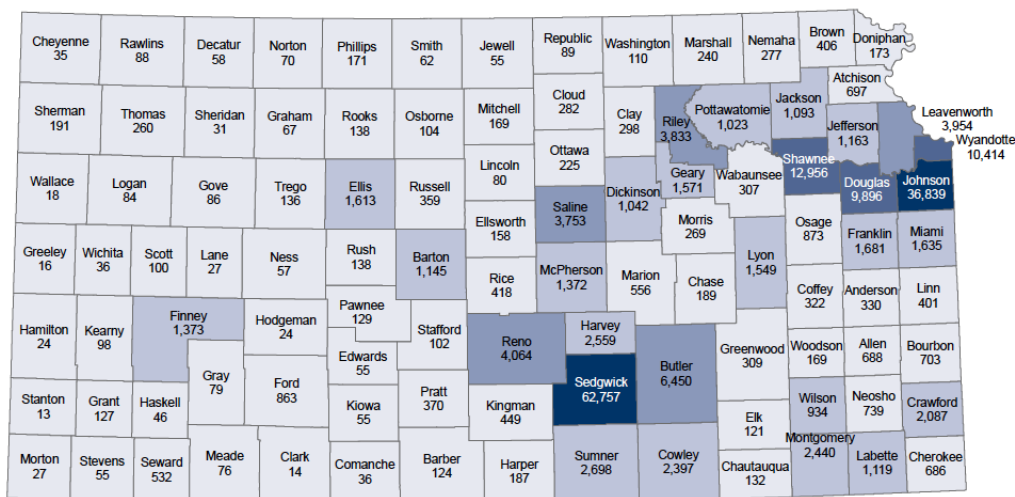 Cheyenne
35
Rawlins
88
Decatur
58
Norton
70
Phillips
171
Smith
62
Jewell
55
Republic
89
Washington
110
Marshall
240
Nemaha
277
Brown
406
Doniphan
173
Atchison
697
Sherman
191
Thomas
260
Sheridan
31
Graham
67
Rooks
138
Osborne
104
Mitchell
169
Cloud
282
Clay
298
Riley
3,833
Pottawatomie
1,023
Jackson
1,093
Jefferson
1,163
Leavenworth
3,954
Wyandotte
10,414
Ottawa
225
Lincoln
80
Wallace
18
Logan
84
Gove
86
Trego
136
Ellis
1,613
Russell
359
Saline
3,753
Dickinson
1,042
Geary
1,571
Wabaunsee
307
Shawnee
12,956
Douglas
9,896
Johnson
36,839
Ellsworth
158
Morris
269
Osage
873
Franklin
1,681
Miami
1,635
Greeley
16
Wichita
36
Scott
100
Lane
27
Ness
57
Rush
138
Barton
1,145
Rice
418
McPherson
1,372
Marion
556
Chase
189
Lyon
1,549
Coffey
322
Anderson
330
Linn
401
Hamilton
24
Kearny
98
Finney
1,373
Hodgeman
24
Pawnee
129
Stafford
102
Edwards
55
Reno
4,064
Harvey
2,559
Butler
6,450
Greenwood
309
Woodson
169
Allen
688
Bourbon
703
Gray
79
Ford
863
Sedgwick
62,757
Stanton
13
Grant
127
Haskell
46
Kiowa
55
Pratt
370
Kingman
449
Elk
121
Wilson
934
Neosho
739
Crawford
2,087
Morton
27
Stevens
55
Seward
532
Meade
76
Clark
14
Comanche
36
Barber
124
Harper
187
Sumner
2,698
Cowley
2,397
Chautauqua
132
Montgomery
2,440
Labette
1,119
Cherokee
686